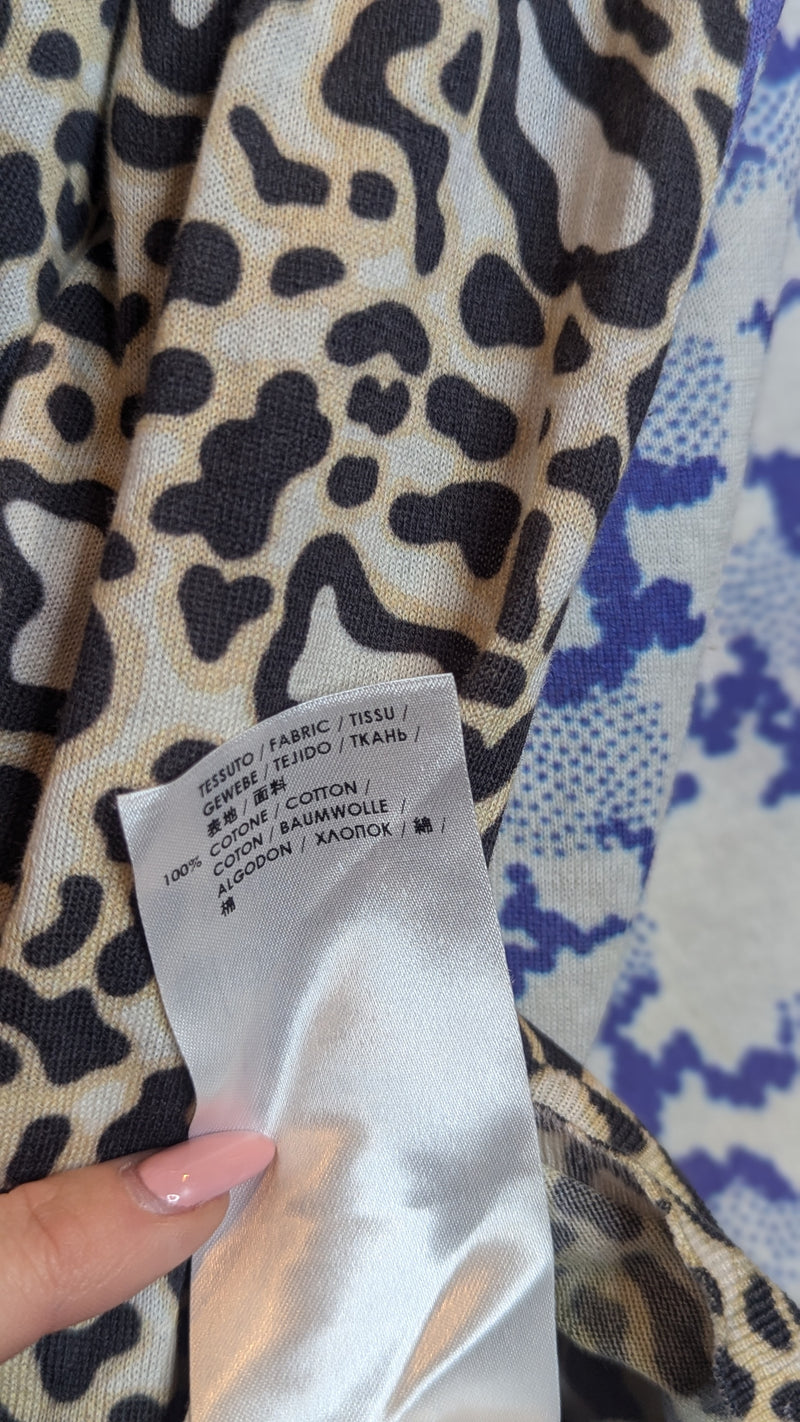 TESSUTO / FABRIC / TISSU /
GEWEBE / TEJIDO / ТКАНЬ /
表地 / 面料
COTONE / COTTON /
100% COTON / BAUMWOLLE /
ALGODON / ХЛОПОК / 綿 /
棉